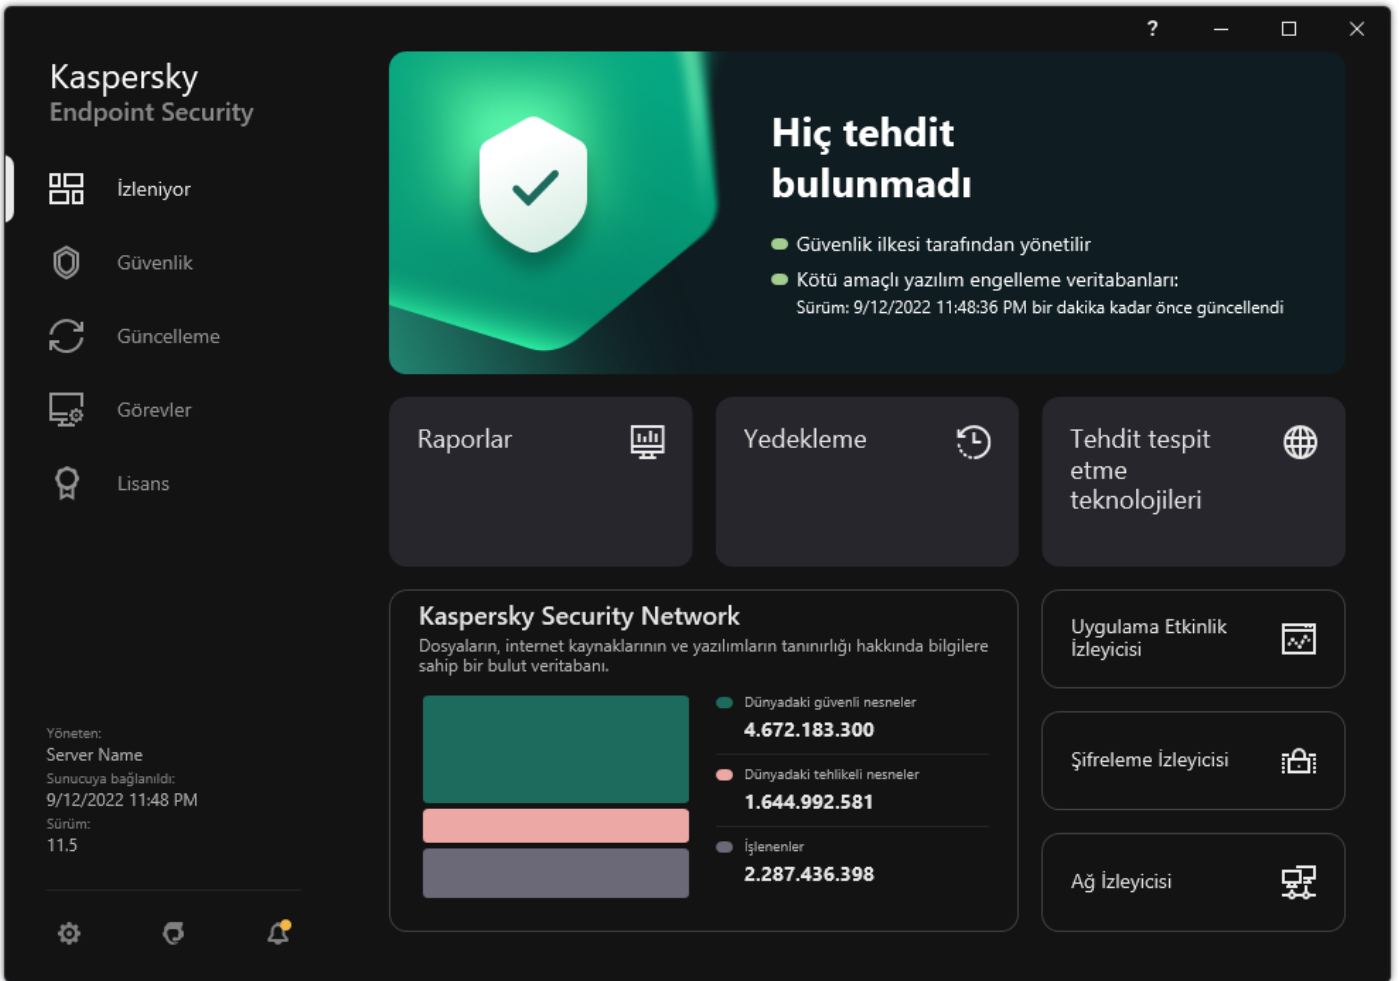 ?
Kaspersky
Endpoint Security
İzleniyor
Güvenlik
Güncelleme
Görevler
Lisans
Yöneten:
Server Name
Sunucuya bağlanıldı:
9/12/2022 11:48 PM
Sürüm:
11.5
Hiç tehdit
bulunmadı
Güvenlik ilkesi tarafından yönetilir
Kötü amaçlı yazılım engelleme veritabanları:
Sürüm: 9/12/2022 11:48:36 PM bir dakika kadar önce güncellendi
Raporlar
Yedekleme
Tehdit tespit
etme
teknolojileri
Kaspersky Security Network
Dosyaların, internet kaynaklarının ve yazılımların tanınırlığı hakkında bilgilere
sahip bir bulut veritabanı.
Dünyadaki güvenli nesneler
4.672.183.300
Dünyadaki tehlikeli nesneler
1.644.992.581
İşlenenler
2.287.436.398
Uygulama Etkinlik
İzleyicisi
Şifreleme İzleyicisi
Ağ İzleyicisi